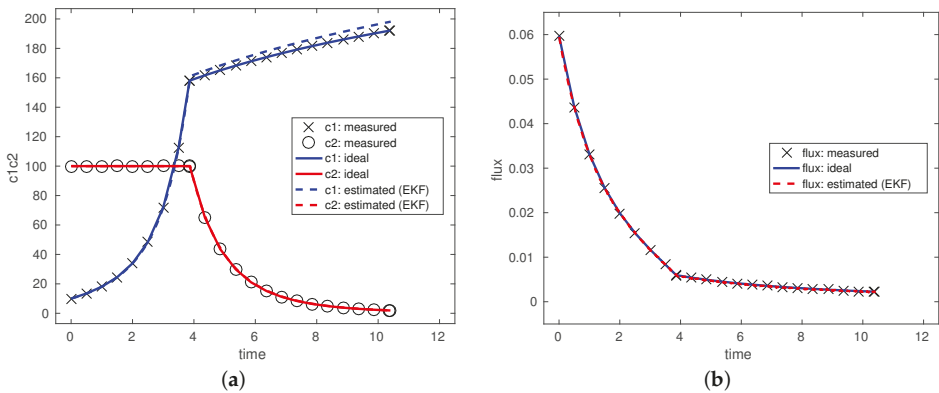 200
180
160
140
120
100
80
60
40
20
0
c1c2
× c1: measured
c2: measured
c1: ideal
c2: ideal
c1: estimated (EKF)
c2: estimated (EKF)
0 2 4 6 8 10 12
time
(a)
0.06
0.05
0.04
0.03
0.02
0.01
0
flux
× flux: measured
flux: ideal
flux: estimated (EKF)
0 2 4 6 8 10 12
time
(b)